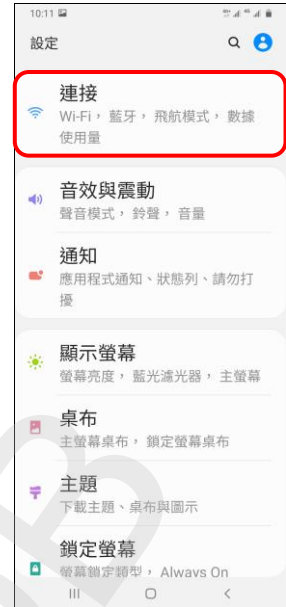 10:11
設定
連接
Wi-Fi， 藍牙， 飛航模式， 數據
使用量
音效與震動
聲音模式， 鈴聲， 音量
通知
應用程式通知、狀態列、請勿打
擾
顯示螢幕
螢幕亮度， 藍光濾光器， 主螢幕
桌布
主螢幕桌布， 鎖定螢幕桌布
主題
下載主題、桌布與圖示
鎖定螢幕
螢幕鎖定類型， Always On